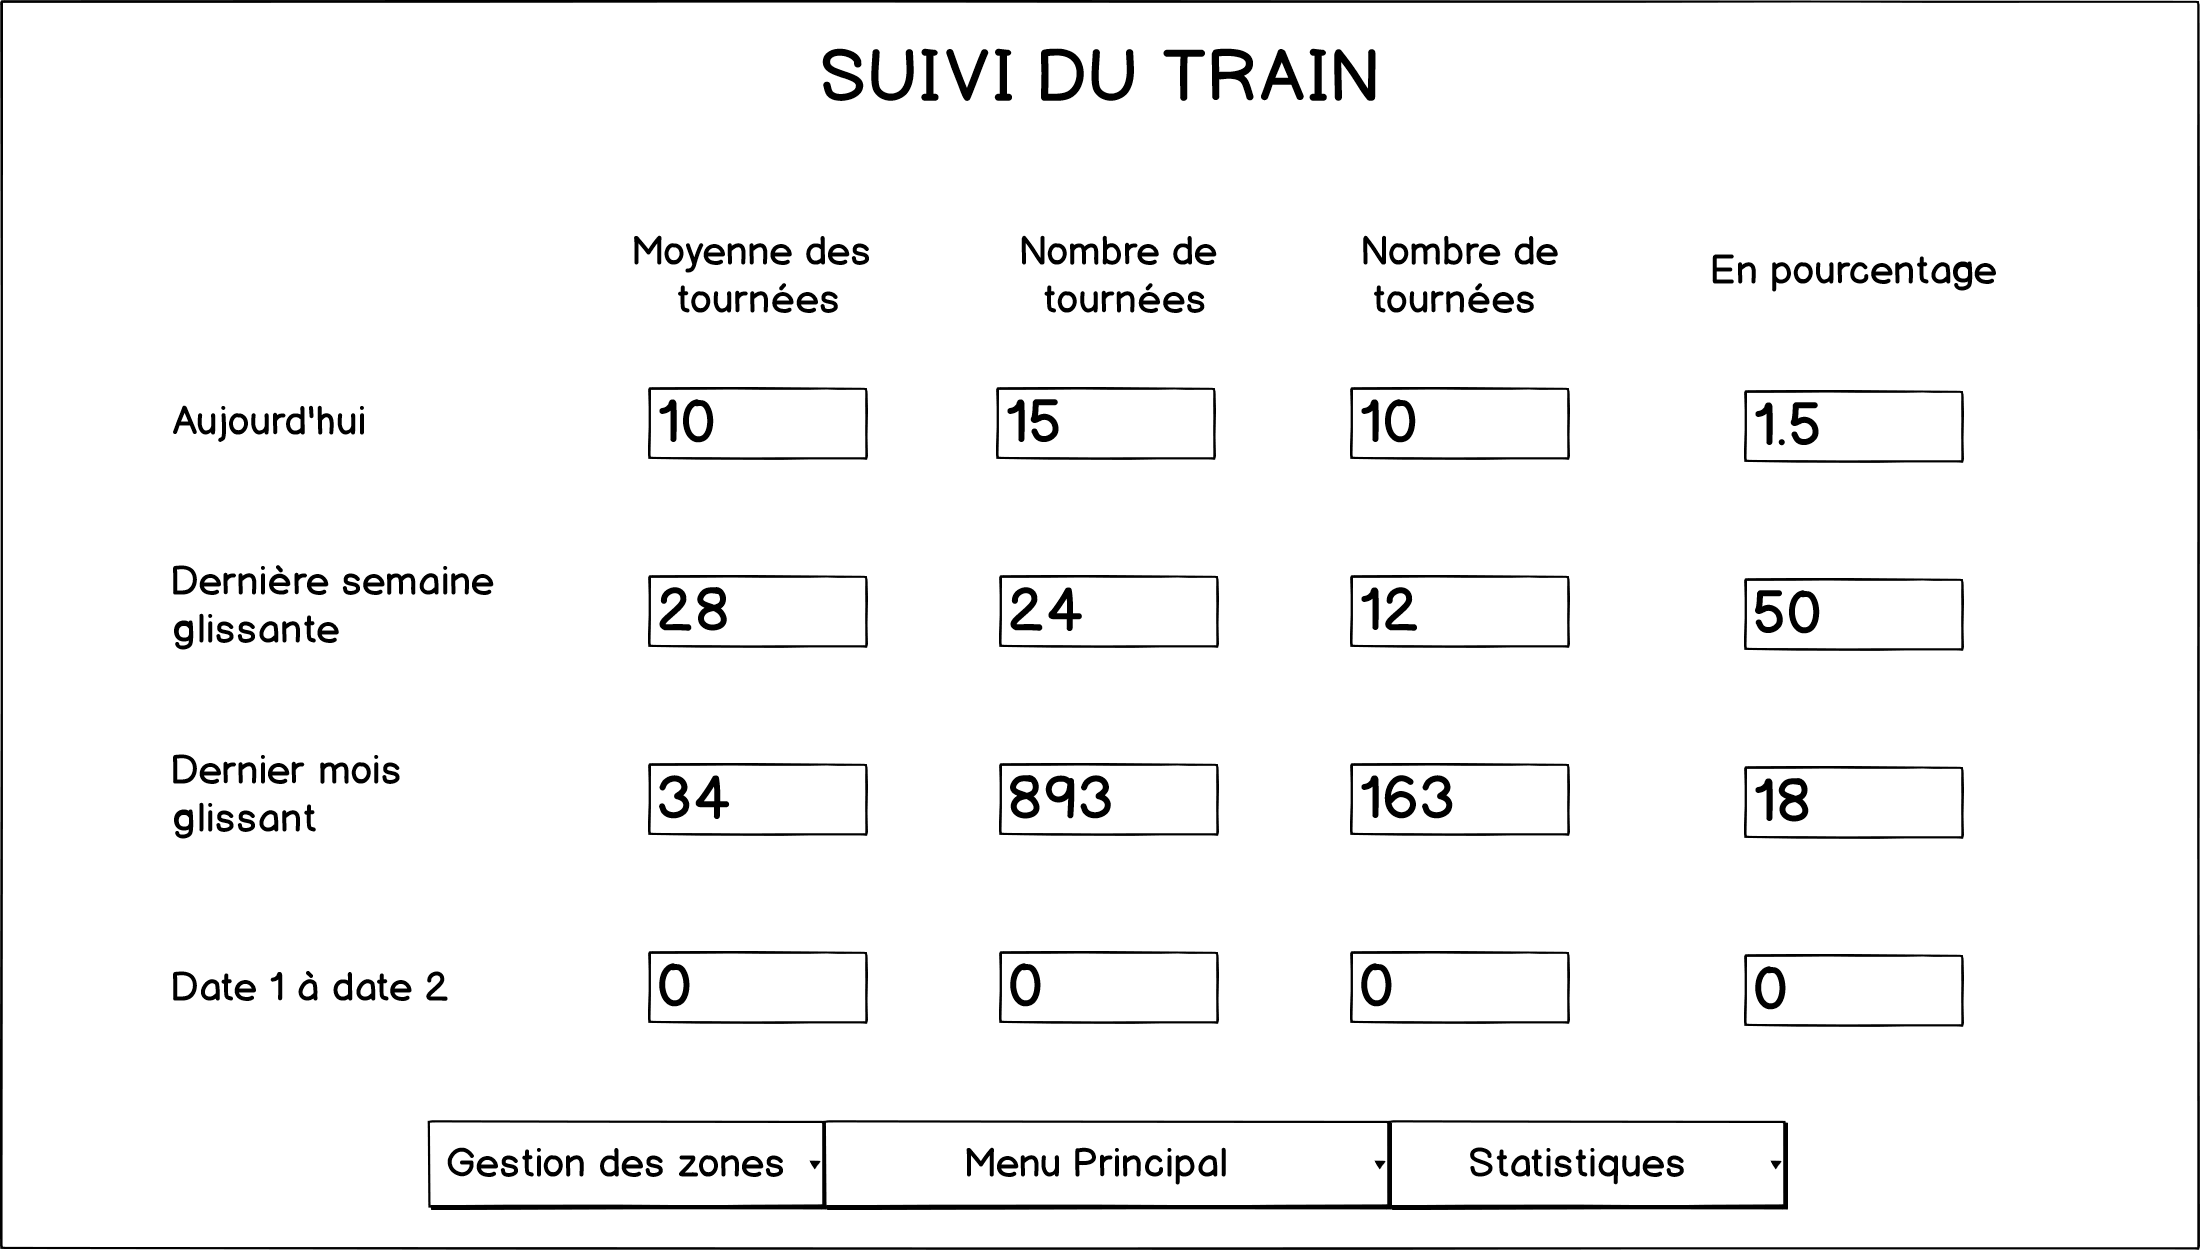 SUIVI DU TRAIN
Moyenne des
tournées
Nombre de
tournées
Nombre de
tournées
En pourcentage
Aujourd'hui
10
15
10
1.5
Dernière semaine
glissante
28
24
12
50
Dernier mois
glissant
34
893
163
18
Date 1 à date 2
0
0
0
0
Gestion des zones
Menu Principal
Statistiques